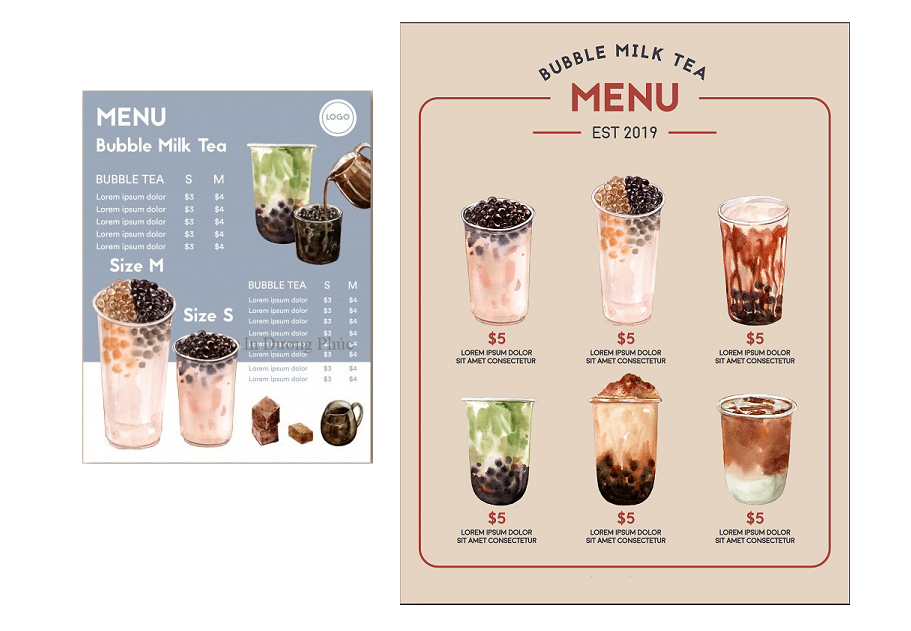 MENU
LOGO
Bubble Milk Tea
BUBBLE TEA S M
Lorem ipsum dolor $3 $4
Lorem ipsum dolor $3 $4
Lorem ipsum dolor $3 $4
Lorem ipsum dolor $3 $4
Lorem ipsum dolor $3 $4
Size M
Size S
BUBBLE TEA S M
Lorem ipsum dolor $3 $4
Lorem ipsum dolor $3 $4
Lorem ipsum dolor $3 $4
Lorem ipsum dolor $3 $4
In Dương Phúc
Lorem ipsum dolor $3 $4
Lorem ipsum dolor $3 $4
Lorem ipsum dolor $3 $4
Lorem ipsum dolor $3 $4
BUBBLE MILK TEA
MENU
EST 2019
$5 $5 $5
LOREM IPSUM DOLOR LOREM IPSUM DOLOR LOREM IPSUM DOLOR
SIT AMET CONSECTETUR SIT AMET CONSECTETUR SIT AMET CONSECTETUR
$5 $5 $5
LOREM IPSUM DOLOR LOREM IPSUM DOLOR LOREM IPSUM DOLOR
SIT AMET CONSECTETUR SIT AMET CONSECTETUR SIT AMET CONSECTETUR